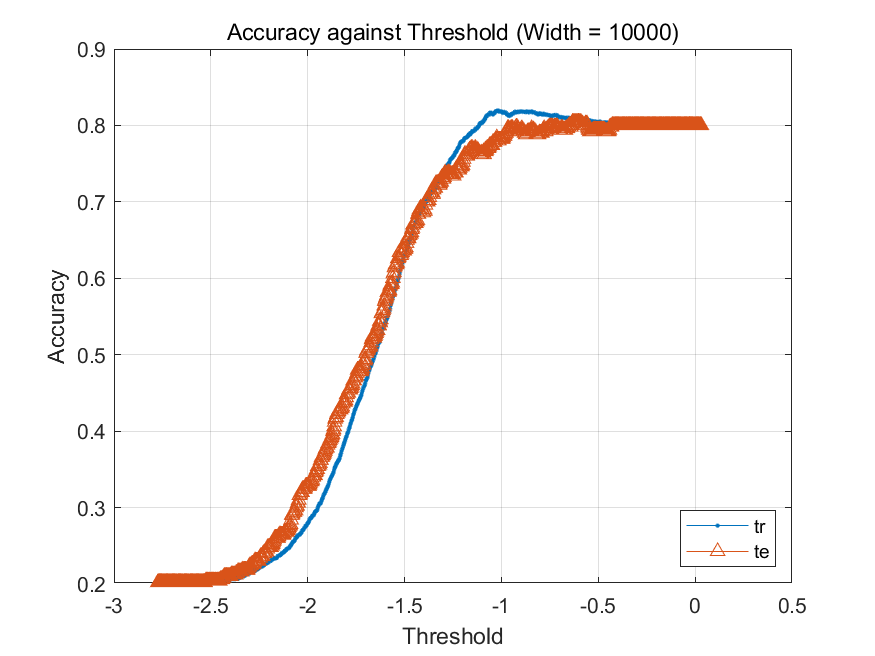 Accuracy against Threshold (Width = 10000)
0.9
0.8
0.7
0.6
0.5
0.4
0.3
0.2
Accuracy
-3 -2.5 -2 -1.5 -1 -0.5 0 0.5
Threshold
tr
te